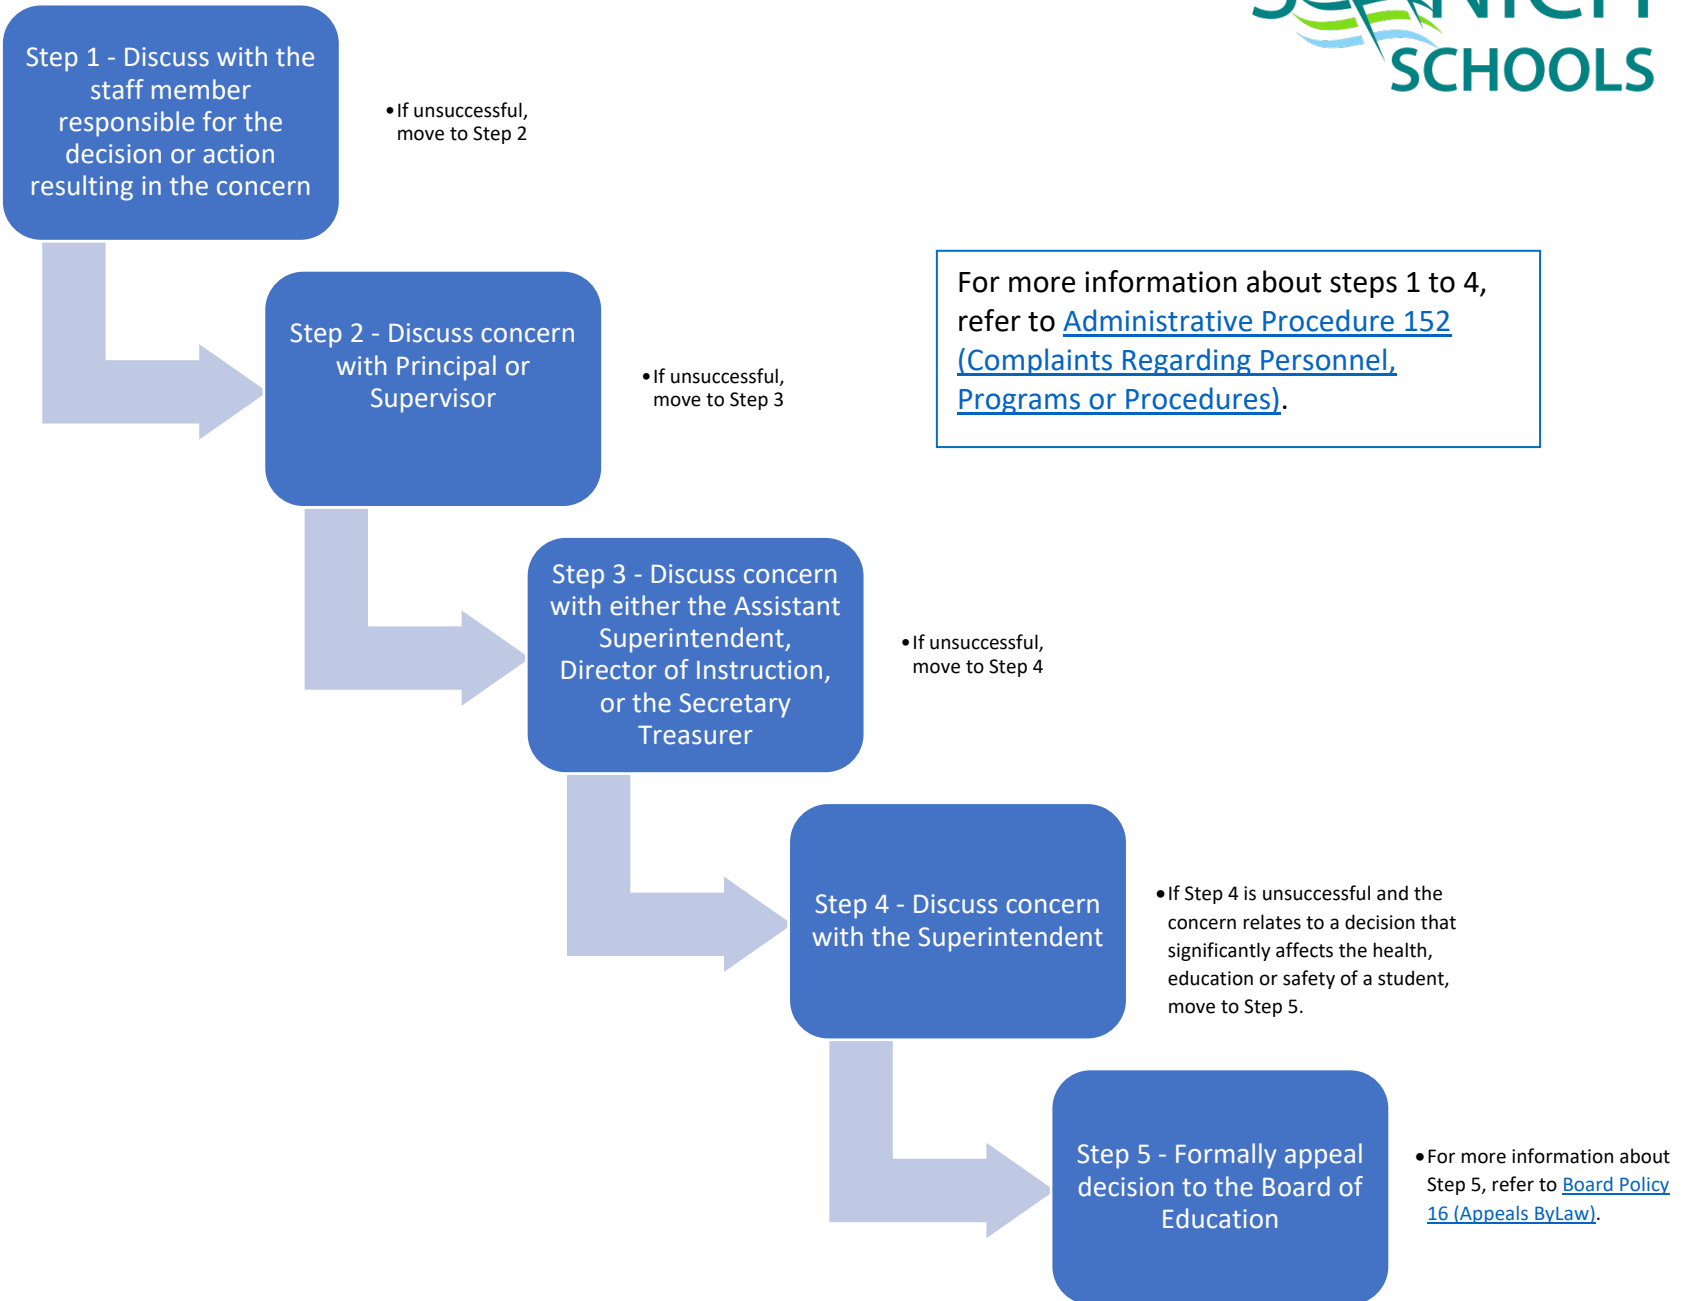 SCHOOLS
Step 1 - Discuss with the
staff member
responsible for the
decision or action
resulting in the concern
•If unsuccessful,
move to Step 2
For more information about steps 1 to 4,
refer to Administrative Procedure 152
(Complaints Regarding Personnel,
Programs or Procedures).
Step 2 - Discuss concern
with Principal or
Supervisor
•If unsuccessful,
move to Step 3
Step 3 - Discuss concern
with either the Assistant
Superintendent,
Director of Instruction,
or the Secretary
Treasurer
•If unsuccessful,
move to Step 4
Step 4 - Discuss concern
with the Superintendent
•If Step 4 is unsuccessful and the
concern relates to a decision that
significantly affects the health,
education or safety of a student,
move to Step 5.
Step 5 - Formally appeal
decision to the Board of
Education
•For more information about
Step 5, refer to Board Policy
16 (Appeals ByLaw).